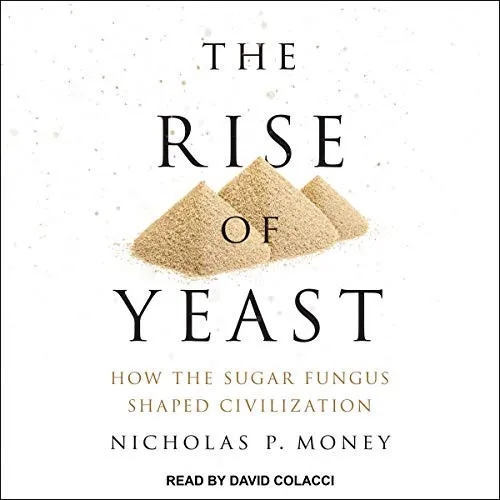 THE
RISE
OF
YEAST
HOW THE SUGAR FUNGUS
SHAPED CIVILIZATION
NICHOLAS P. MONEY
READ BY DAVID COLACCI